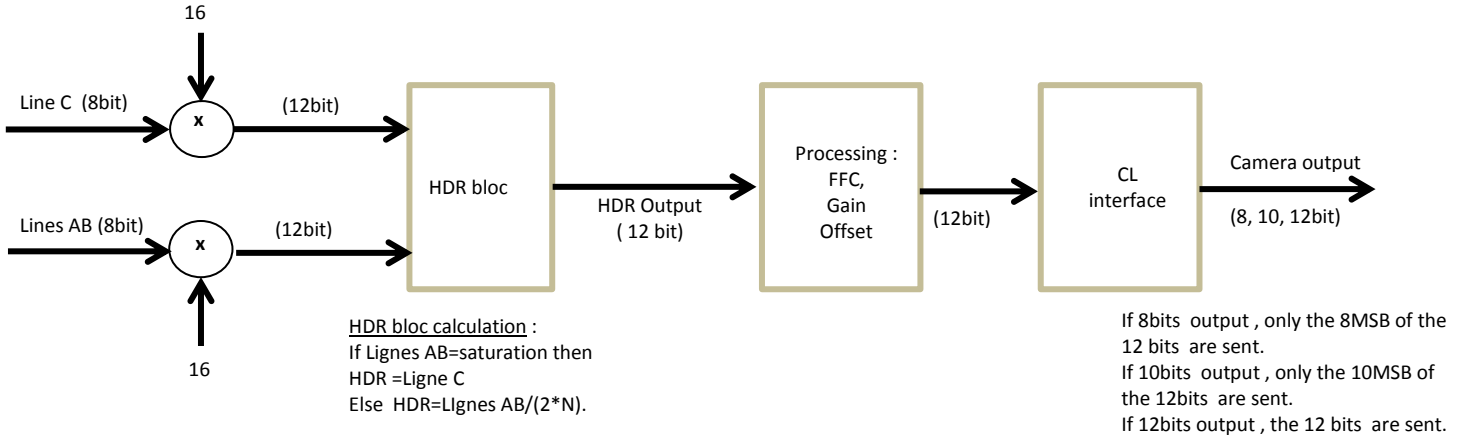 16
Line C (8bit)
x
(12bit)
Lines AB (8bit)
x
(12bit)
16
HDR bloc
HDR Output
( 12 bit)
Processing :
FFC,
Gain
Offset
(12bit)
CL
interface
Camera output
(8, 10, 12bit)
HDR bloc calculation :
If Lignes AB=saturation then
HDR =Ligne C
Else HDR=LIgnes AB/(2*N).
If 8bits output , only the 8MSB of the
12 bits are sent.
If 10bits output , only the 10MSB of
the 12bits are sent.
If 12bits output , the 12 bits are sent.